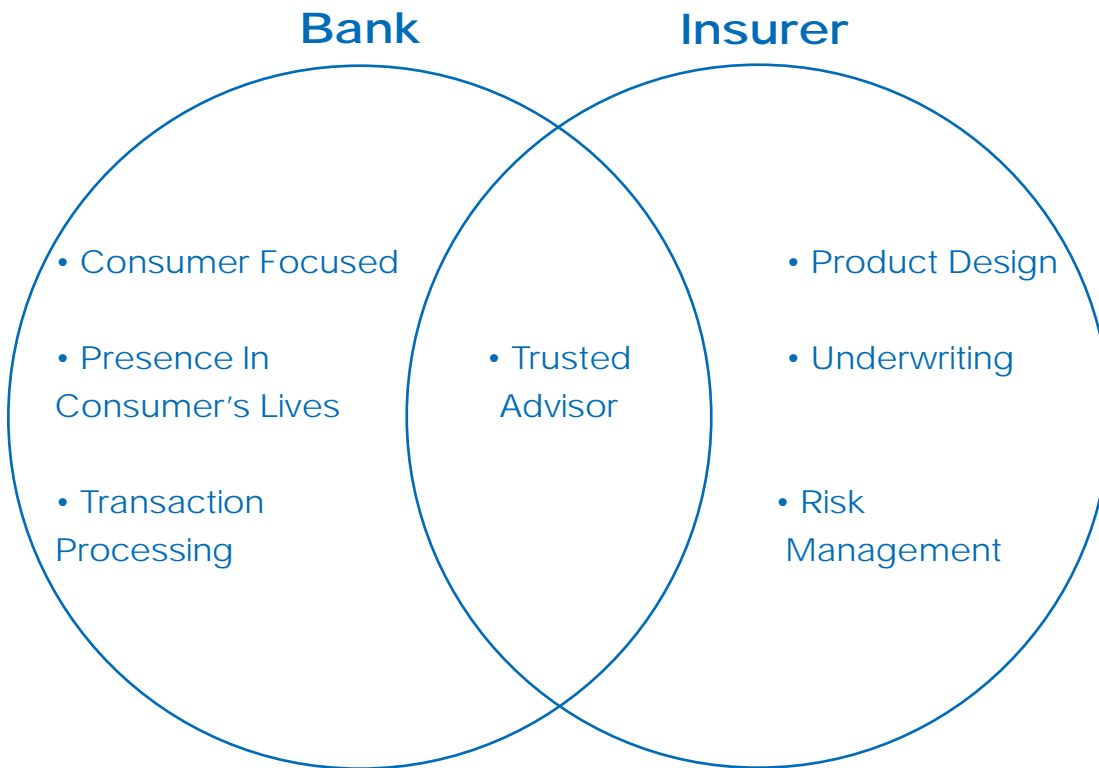 Bank
Insurer
• Consumer Focused
• Presence In
Consumer's Lives
• Transaction
Processing
• Trusted
Advisor
• Product Design
• Underwriting
• Risk
Management